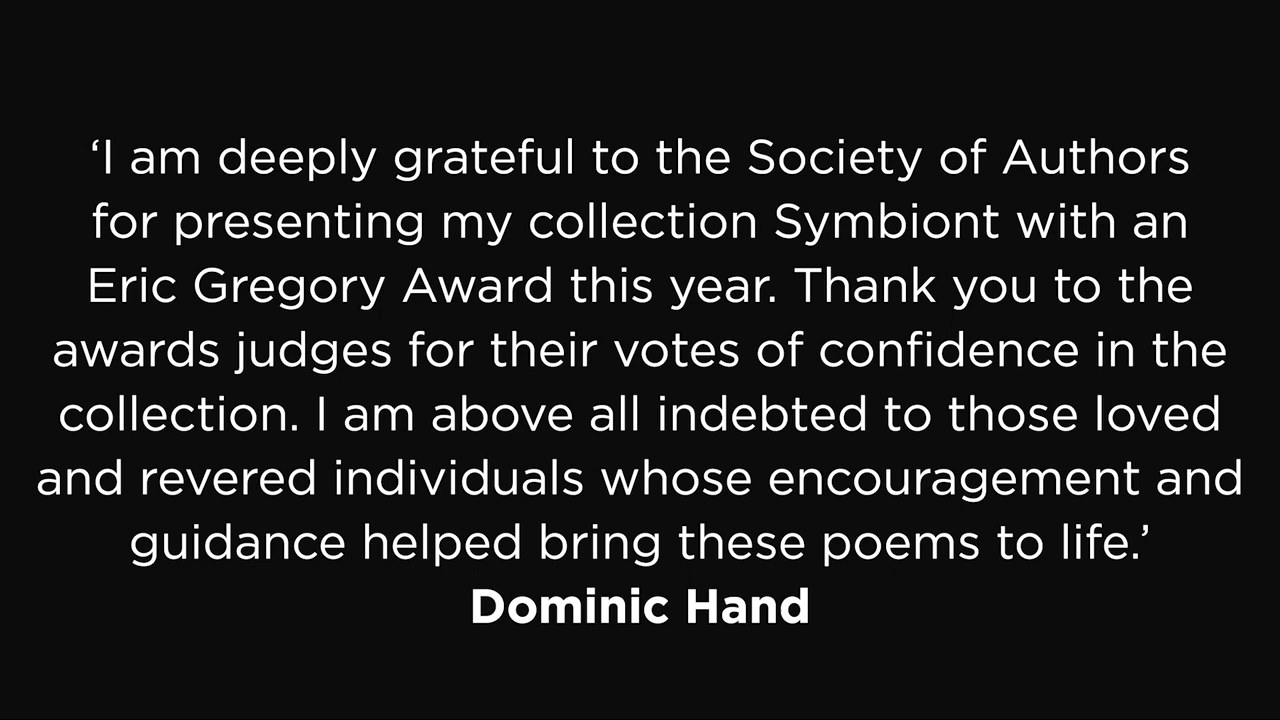 ‘I am deeply grateful to the Society of Authors
for presenting my collection Symbiont with an
Eric Gregory Award this year. Thank you to the
awards judges for their votes of confidence in the
collection. I am above all indebted to those loved
and revered individuals whose encouragement and
guidance helped bring these poems to life.’
Dominic Hand